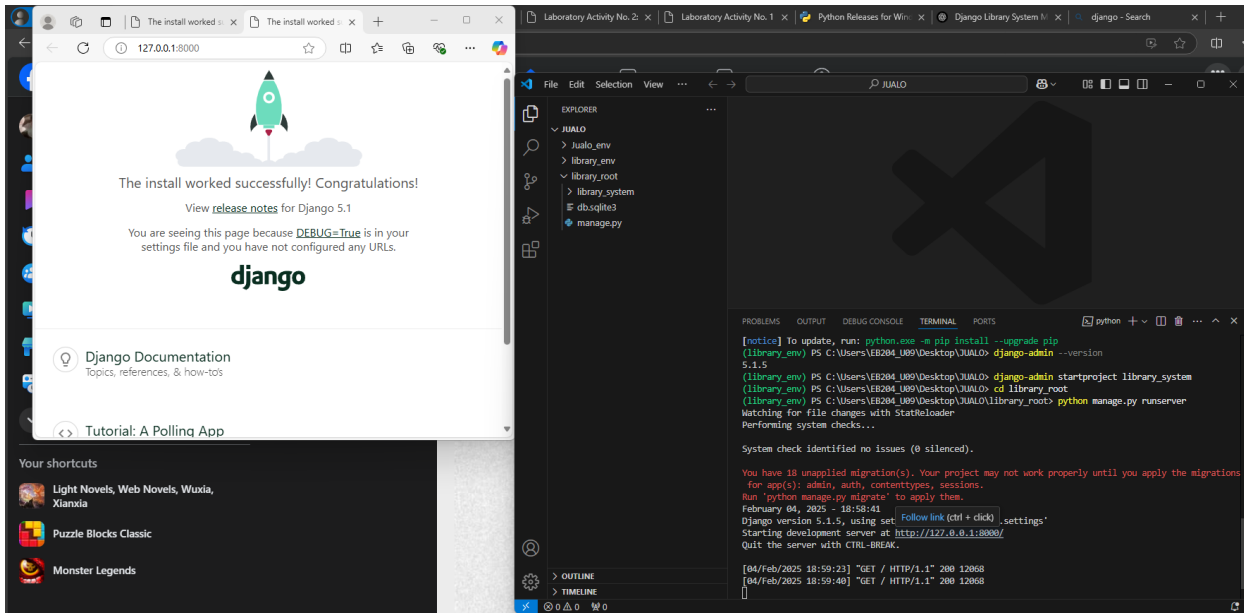 The install worked s
The install worked s
127.0.0.1:8000
The install worked successfully! Congratulations!
View release notes for Django 5.1
You are seeing this page because DEBUG=True is in your
settings file and you have not configured any URLs.
django
Django Documentation
Topics, references, & how-to's
Tutorial: A Polling App
Your shortcuts
Light Novels, Web Novels, Wuxia,
Xianxia
Puzzle Blocks Classic
Monster Legends
Laboratory Activity No. 2:
Laboratory Activity No. 1
Python Releases for Win
Django Library System M
django - Search
File Edit Selection View ...
JUALO
EXPLORER
JUALO
Jualo_env
library_env
library_root
library_system
db.sqlite3
manage.py
OUTLINE
TIMELINE
PROBLEMS OUTPUT DEBUG CONSOLE TERMINAL PORTS
python
[notice] To update, run: python.exe -m pip install --upgrade pip
(library_env) PS C:\Users\EB204_U09\Desktop\JUALO> django-admin --version
5.1.5
(library_env) PS C:\Users\EB204_U09\Desktop\JUALO> django-admin startproject library_system
(library_env) PS C:\Users\EB204_U09\Desktop\JUALO> cd library_root
(library_env) PS C:\Users\EB204_U09\Desktop\JUALO\library_root> python manage.py runserver
Watching for file changes with StatReloader
Performing system checks...
System check identified no issues (0 silenced).
You have 18 unapplied migration(s). Your project may not work properly until you apply the migrations
for app(s): admin, auth, contenttypes, sessions.
Run 'python manage.py migrate' to apply them.
February 04, 2025 - 18:58:41
Django version 5.1.5, using set
Follow link (ctrl + click)
.settings'
Starting development server at http://127.0.0.1:8000/
Quit the server with CTRL-BREAK.
[04/Feb/2025 18:59:23] "GET / HTTP/1.1" 200 12068
[04/Feb/2025 18:59:40] "GET / HTTP/1.1" 200 12068
0 0 0